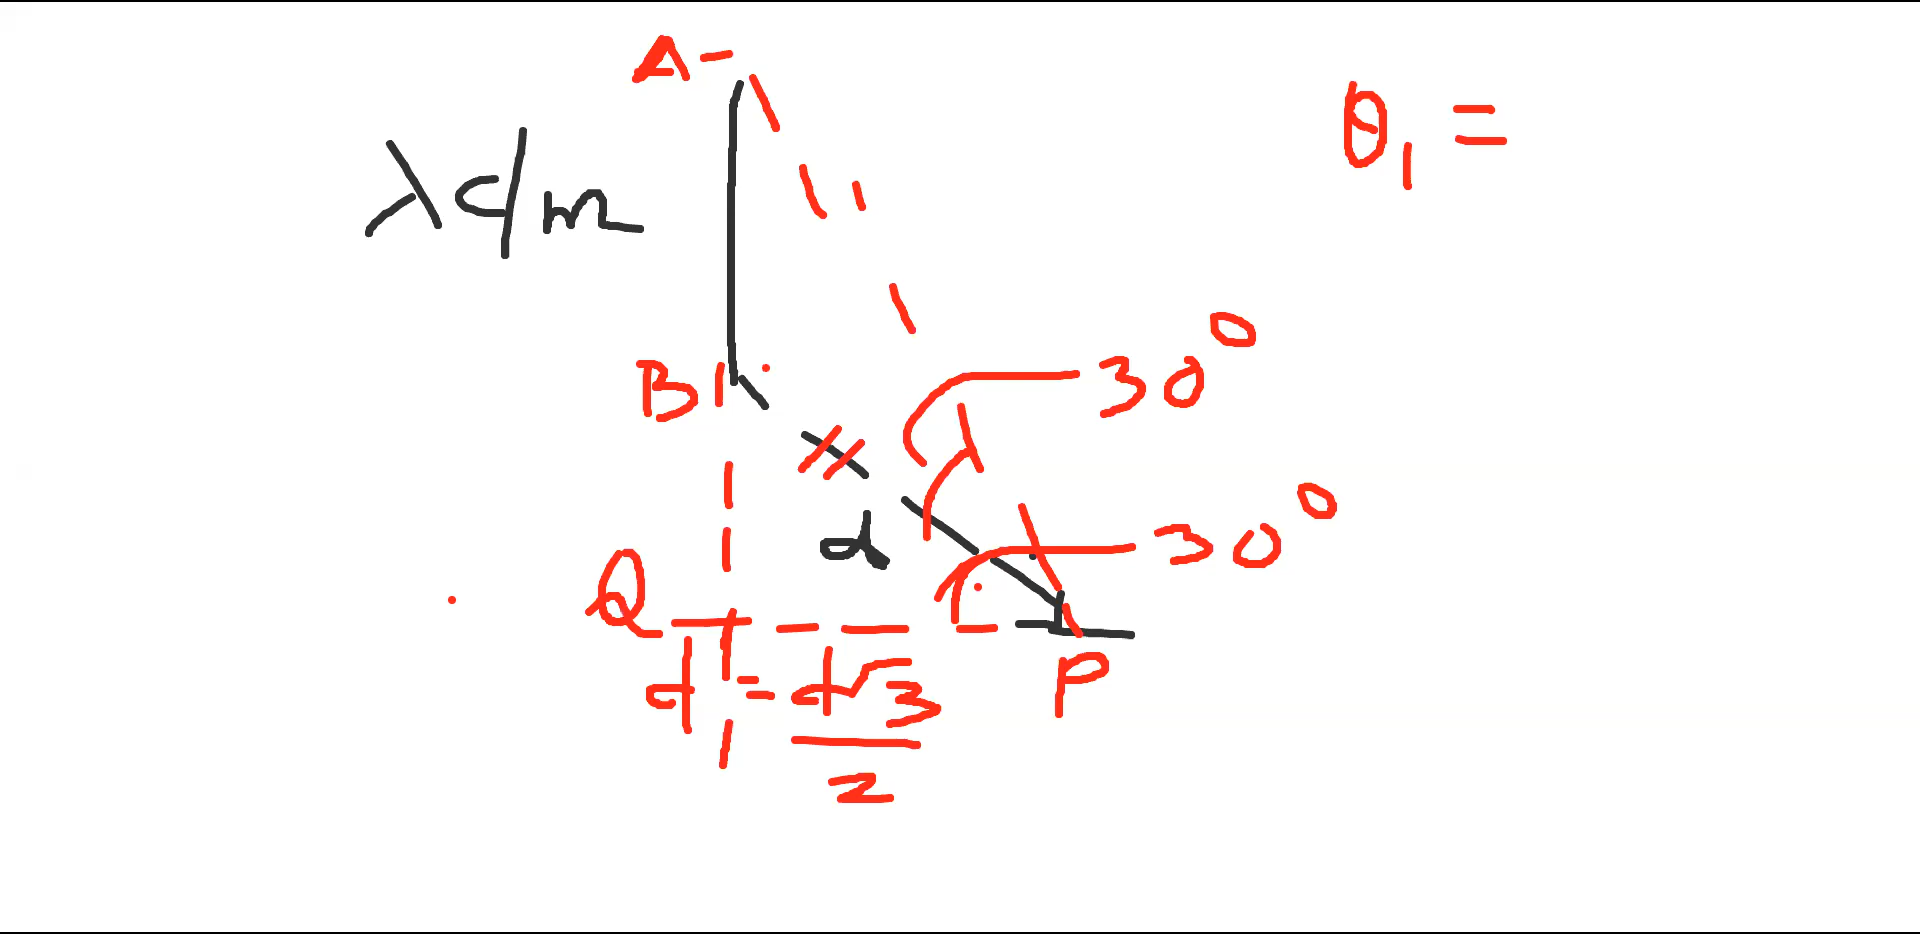 A
θ₁ =
λ C/m
30°
B
30°
d
Q
d = d√3/2
P